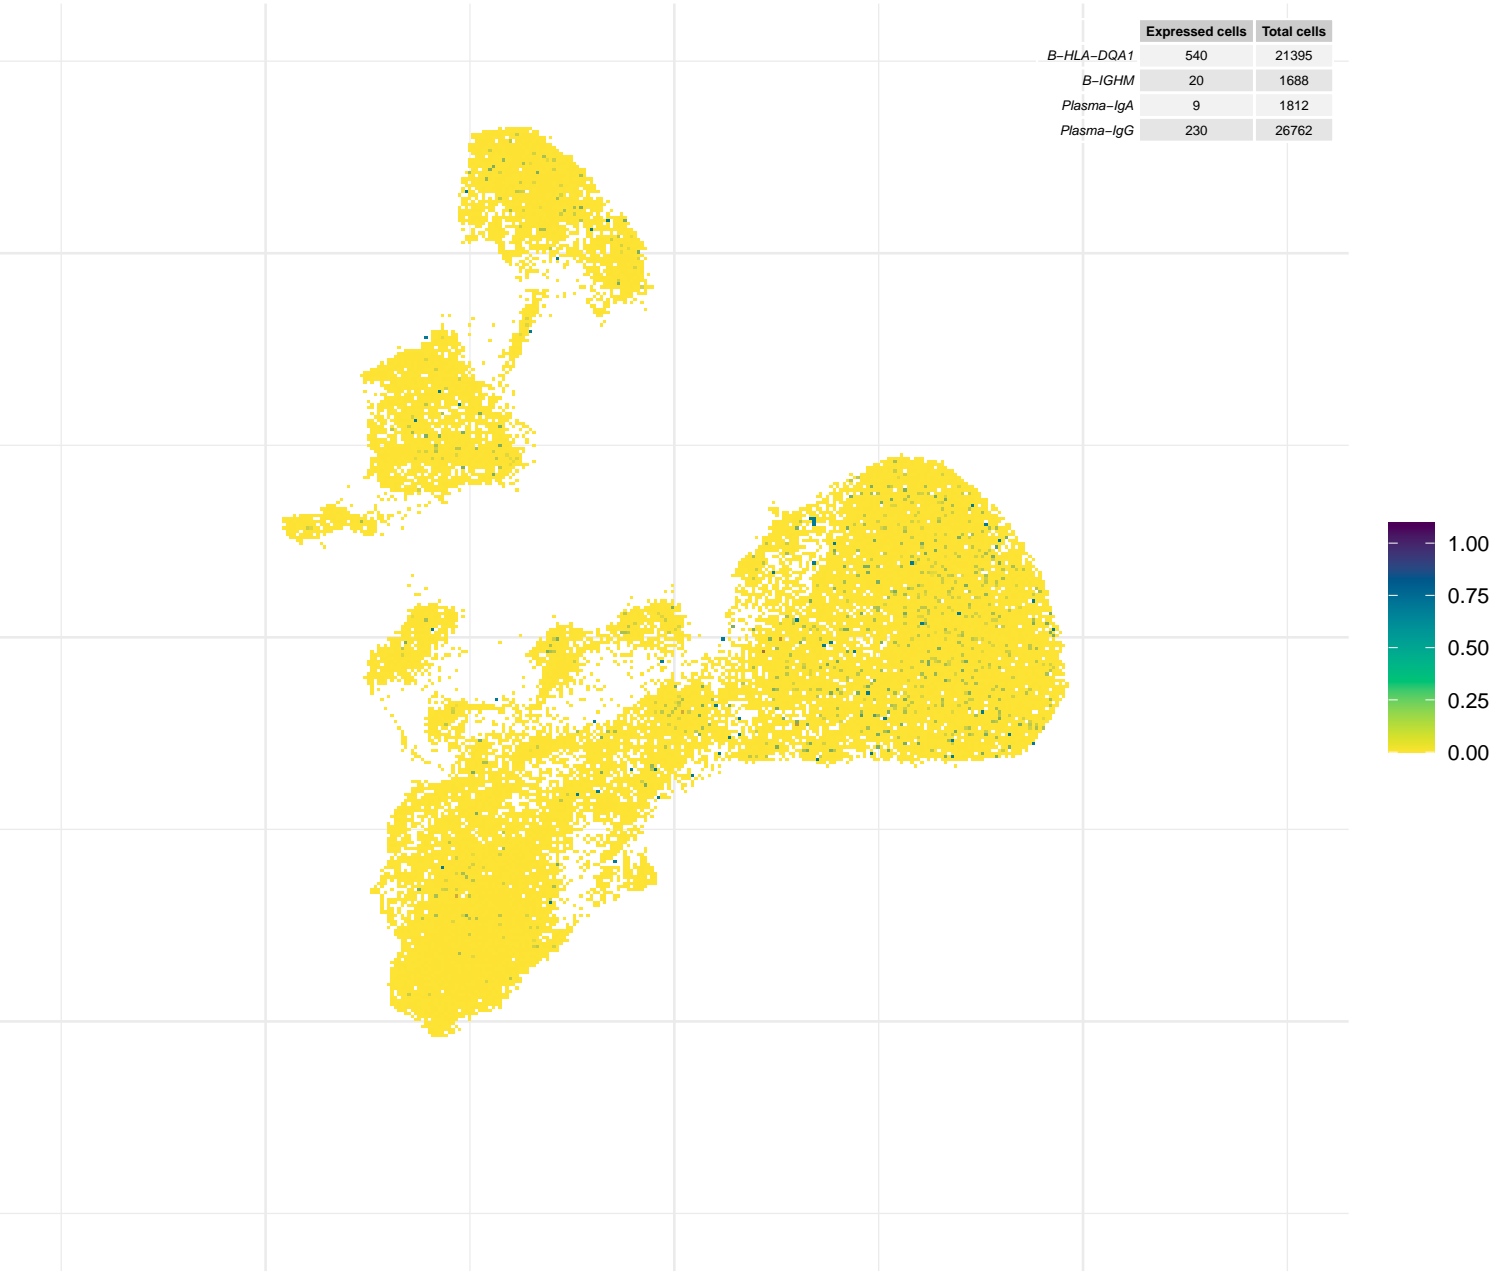 Expressed cells Total cells
B−HLA−DQA1 540 21395
B−IGHM 20 1688
Plasma−IgA 9 1812
Plasma−IgG 230 26762
1.00
0.75
0.50
0.25
0.00